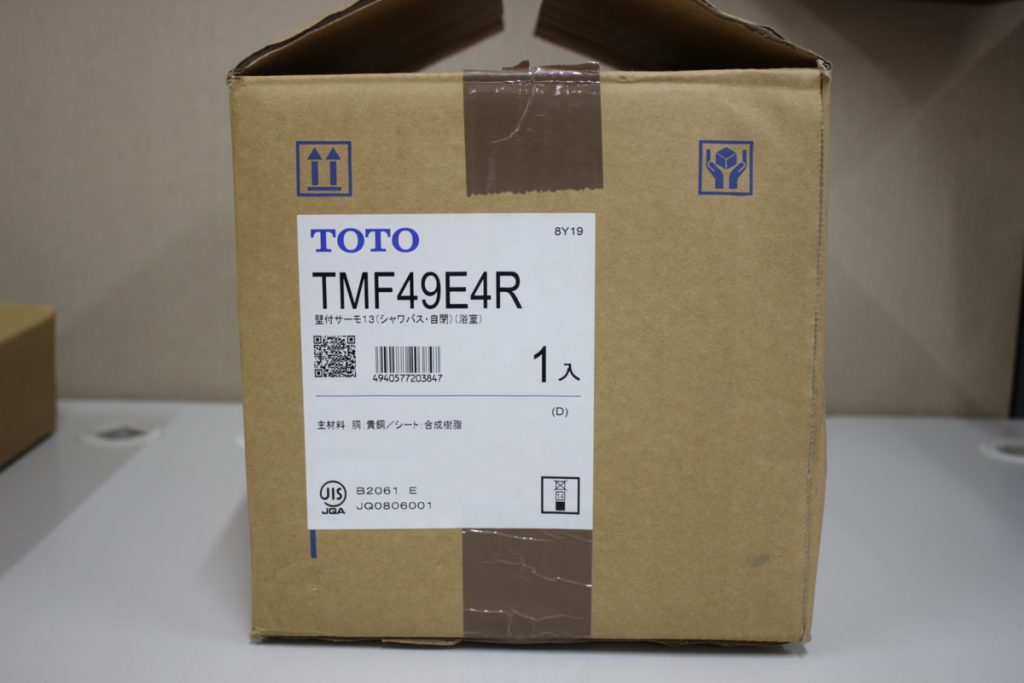 TOTO
8Y19
TMF49E4R
壁付サーモ13(シャワバス・自閉)(浴室)
4940577203847
1入
(D)
主材料 胴:黄銅/シート:合成樹脂
JIS
JQA
B2061 E
JQ0806001